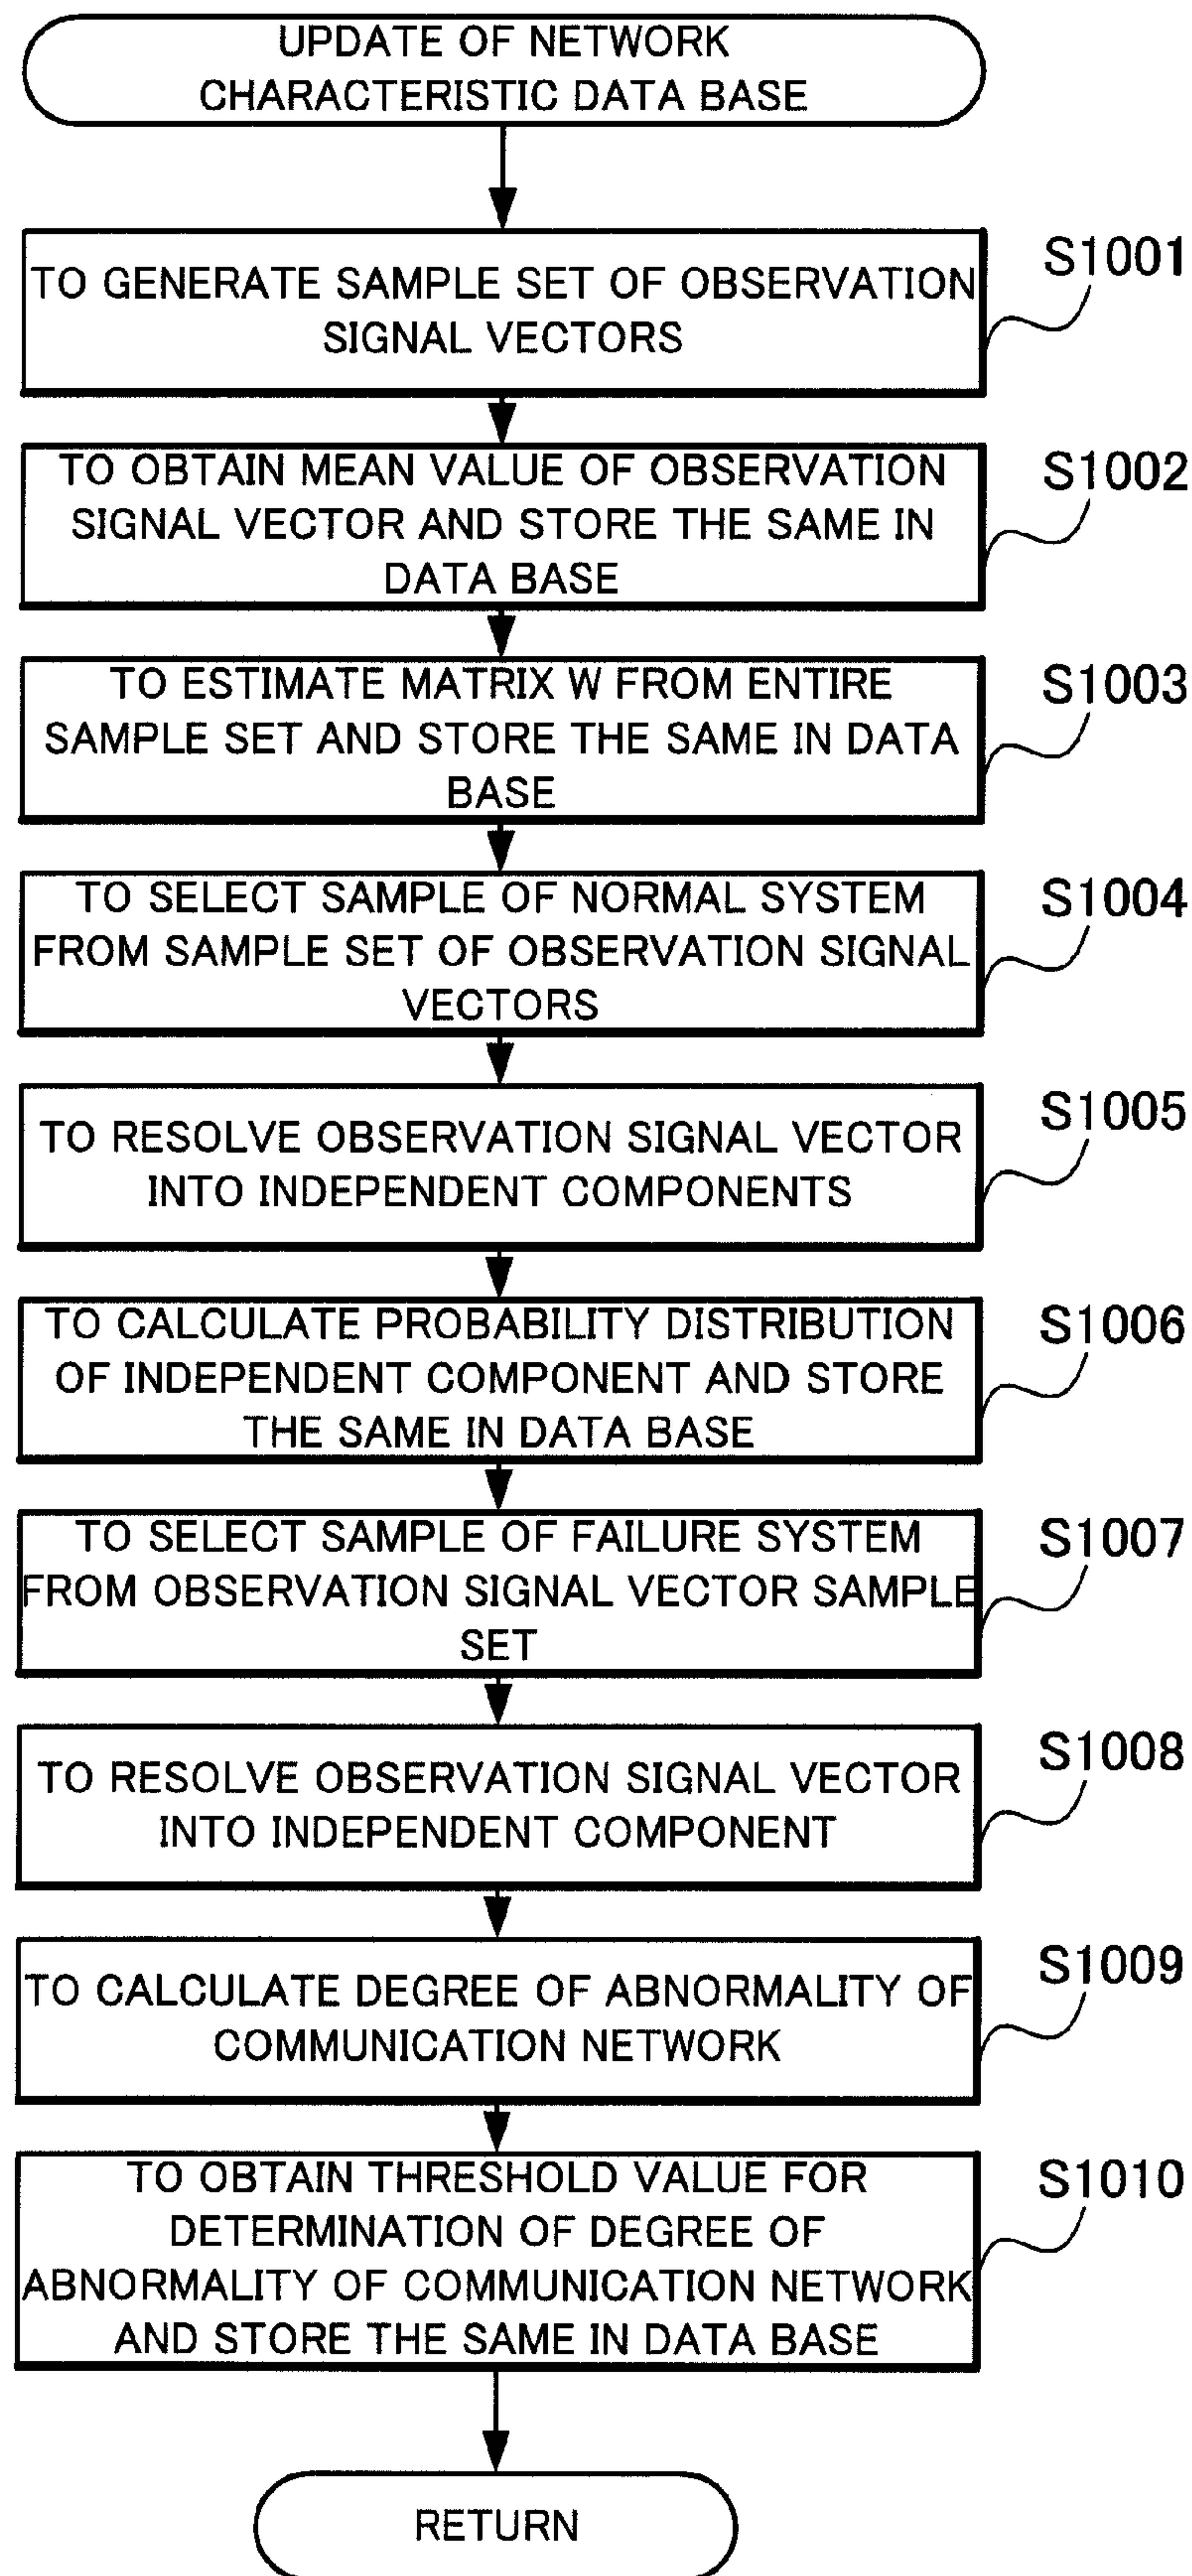 UPDATE OF NETWORK
CHARACTERISTIC DATA BASE
S1001
TO GENERATE SAMPLE SET OF OBSERVATION
SIGNAL VECTORS
S1002
TO OBTAIN MEAN VALUE OF OBSERVATION
SIGNAL VECTOR AND STORE THE SAME IN
DATA BASE
S1003
TO ESTIMATE MATRIX W FROM ENTIRE
SAMPLE SET AND STORE THE SAME IN DATA
BASE
S1004
TO SELECT SAMPLE OF NORMAL SYSTEM
FROM SAMPLE SET OF OBSERVATION SIGNAL
VECTORS
S1005
TO RESOLVE OBSERVATION SIGNAL VECTOR
INTO INDEPENDENT COMPONENTS
S1006
TO CALCULATE PROBABILITY DISTRIBUTION
OF INDEPENDENT COMPONENT AND STORE
THE SAME IN DATA BASE
S1007
TO SELECT SAMPLE OF FAILURE SYSTEM
FROM OBSERVATION SIGNAL VECTOR SAMPLE
SET
S1008
TO RESOLVE OBSERVATION SIGNAL VECTOR
INTO INDEPENDENT COMPONENT
S1009
TO CALCULATE DEGREE OF ABNORMALITY OF
COMMUNICATION NETWORK
S1010
TO OBTAIN THRESHOLD VALUE FOR
DETERMINATION OF DEGREE OF
ABNORMALITY OF COMMUNICATION NETWORK
AND STORE THE SAME IN DATA BASE
RETURN